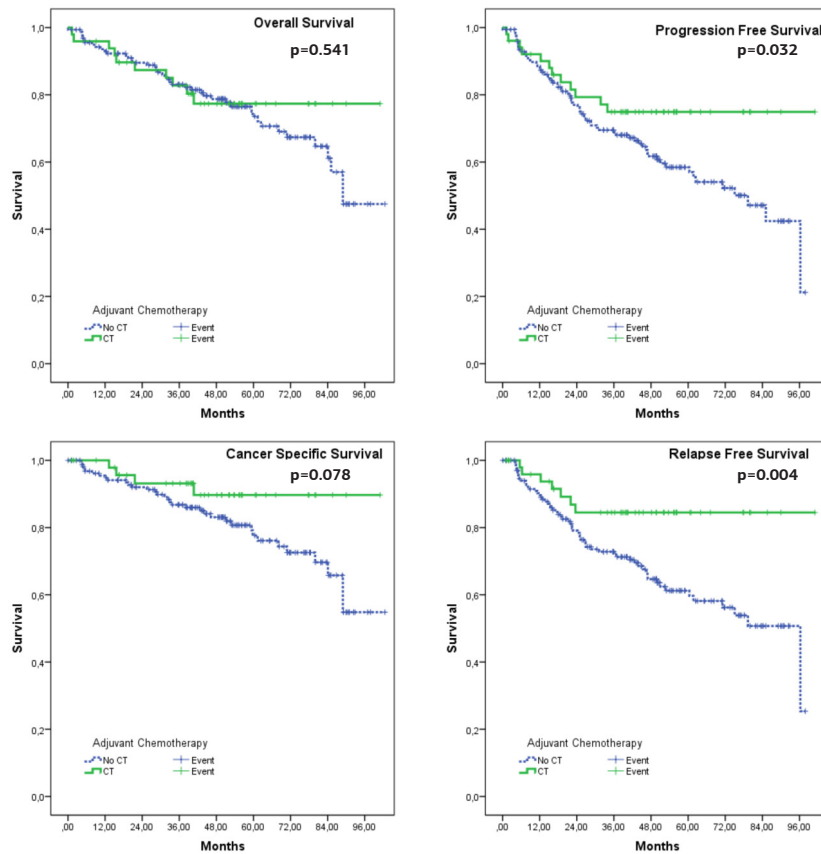 Overall Survival
p=0.541
1,0
0,8
0,6
0,4
0,2
0,0
Survival
Adjuvant Chemotherapy
No CT Event
CT Event
,00 12,00 24,00 36,00 48,00 60,00 72,00 84,00 96,00
Months
Progression Free Survival
p=0.032
1,0
0,8
0,6
0,4
0,2
0,0
Survival
Adjuvant Chemotherapy
No CT Event
CT Event
,00 12,00 24,00 36,00 48,00 60,00 72,00 84,00 96,00
Months
Cancer Specific Survival
p=0.078
1,0
0,8
0,6
0,4
0,2
0,0
Survival
Adjuvant Chemotherapy
No CT Event
CT Event
,00 12,00 24,00 36,00 48,00 60,00 72,00 84,00 96,00
Months
Relapse Free Survival
p=0.004
1,0
0,8
0,6
0,4
0,2
0,0
Survival
Adjuvant Chemotherapy
No CT Event
CT Event
,00 12,00 24,00 36,00 48,00 60,00 72,00 84,00 96,00
Months